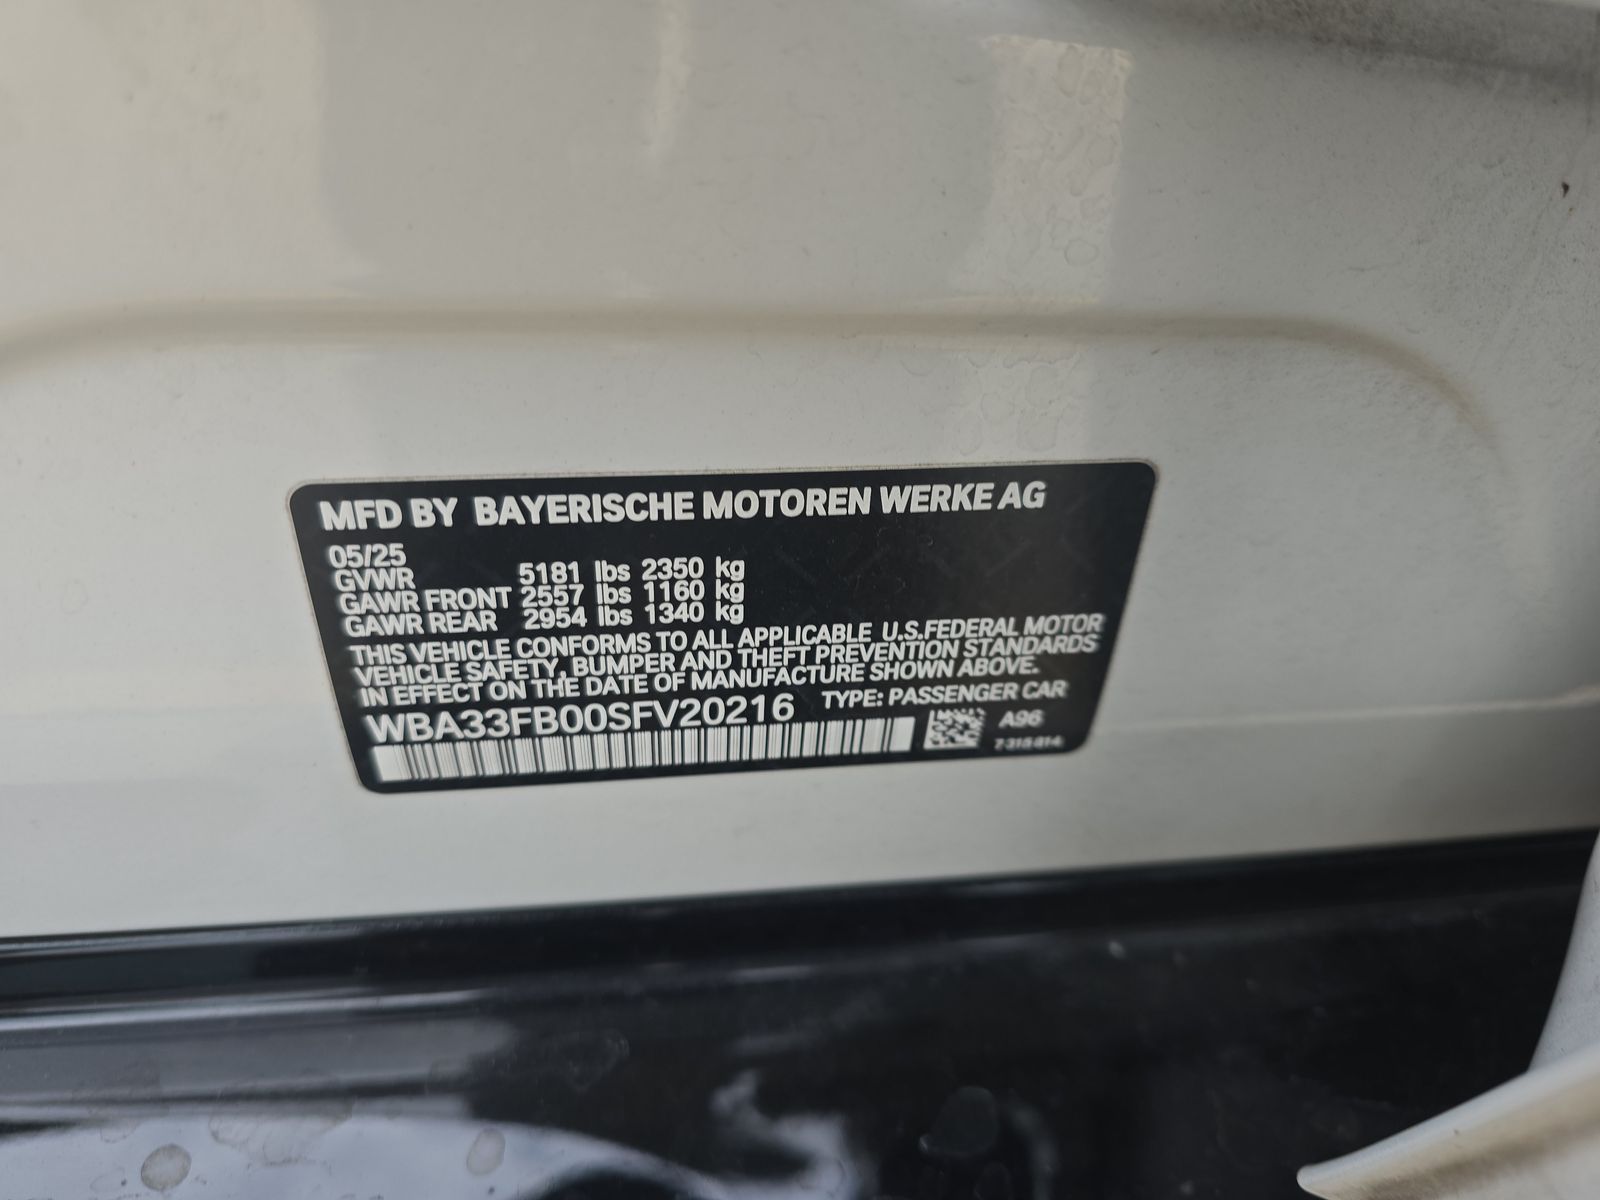 MFD BY BAYERISCHE MOTOREN WERKE AG
05/25
GVWR 5181 lbs 2350 kg
GAWR FRONT 2557 lbs 1160 kg
GAWR REAR 2954 lbs 1340 kg
THIS VEHICLE CONFORMS TO ALL APPLICABLE U.S.FEDERAL MOTOR
VEHICLE SAFETY, BUMPER AND THEFT PREVENTION STANDARDS
IN EFFECT ON THE DATE OF MANUFACTURE SHOWN ABOVE.
WBA33FB00SFV20216 TYPE: PASSENGER CAR
A96